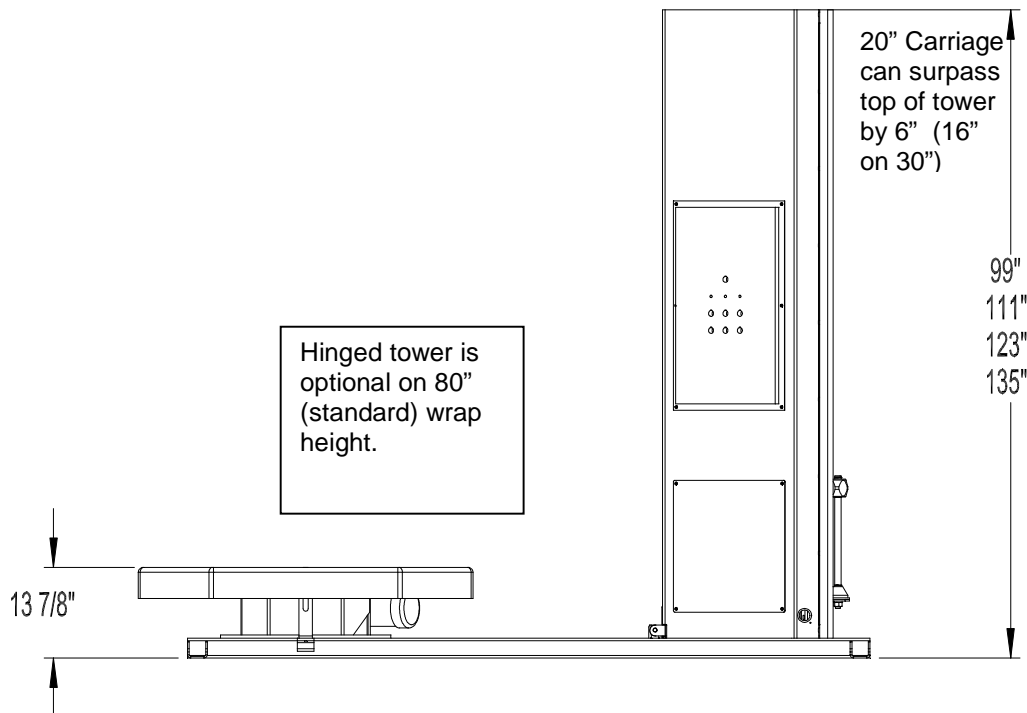 20” Carriage
can surpass
top of tower
by 6”  (16”
on 30”)
99"
111"
123"
135"
Hinged tower is
optional on 80”
(standard) wrap
height.
13 7/8"